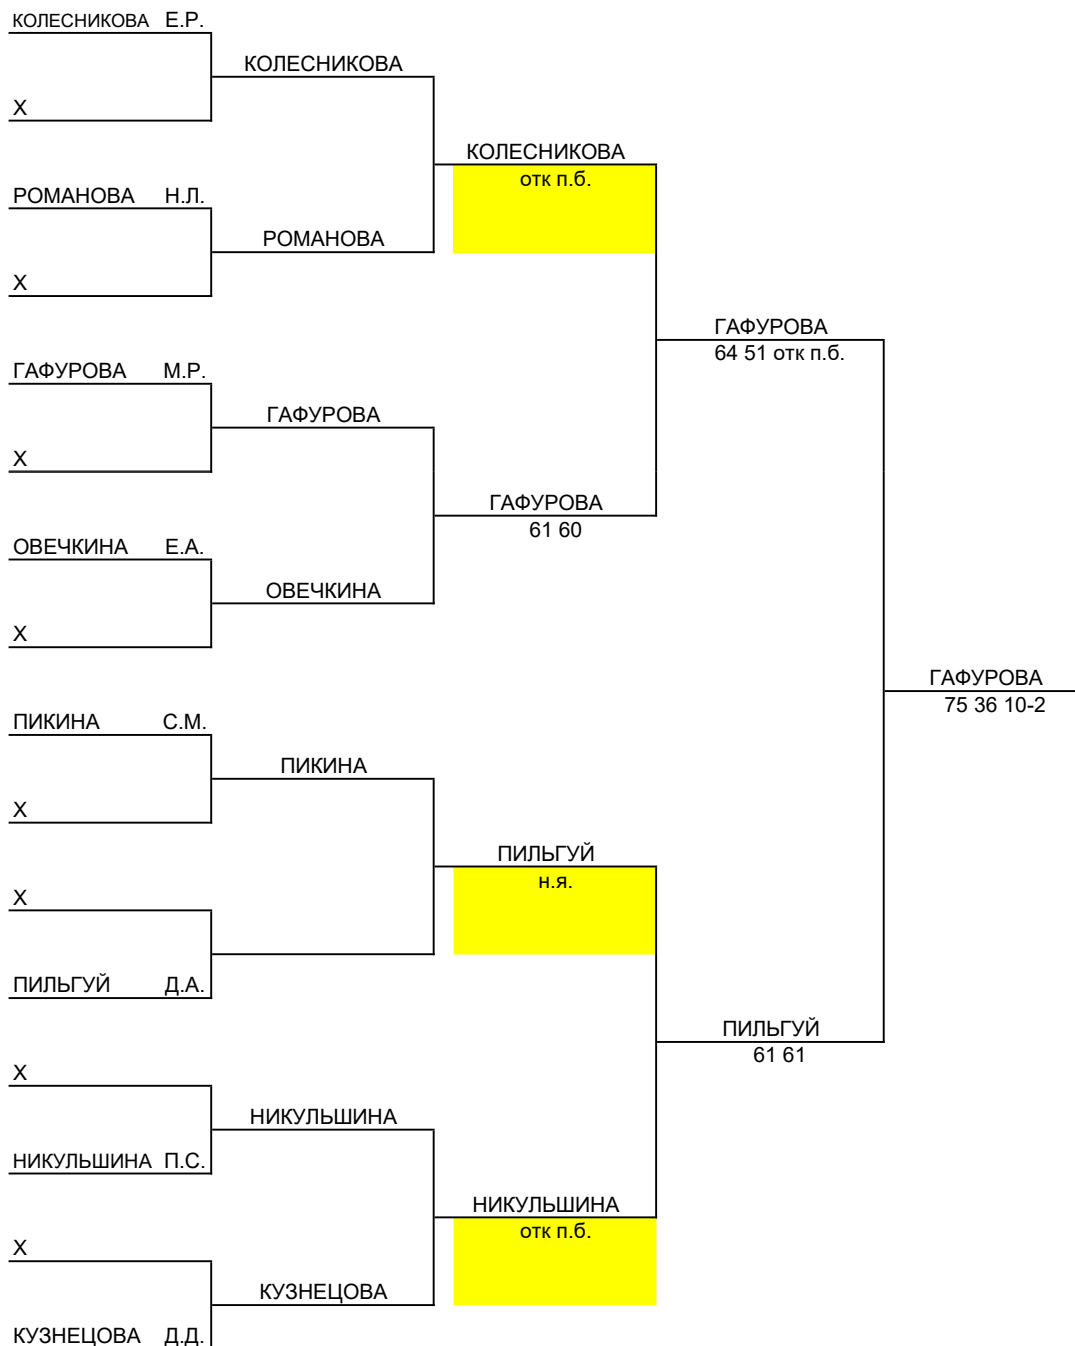 КОЛЕСНИКОВА Е.Р.
КОЛЕСНИКОВА
Х
КОЛЕСНИКОВА
отк п.б.
РОМАНОВА Н.Л.
РОМАНОВА
Х
ГАФУРОВА
64 51 отк п.б.
ГАФУРОВА М.Р.
ГАФУРОВА
Х
ГАФУРОВА
61 60
ОВЕЧКИНА Е.А.
ОВЕЧКИНА
Х
ГАФУРОВА
75 36 10-2
ПИКИНА С.М.
ПИКИНА
Х
ПИЛЬГУЙ
н.я.
Х
ПИЛЬГУЙ Д.А.
ПИЛЬГУЙ
61 61
Х
НИКУЛЬШИНА
НИКУЛЬШИНА П.С.
НИКУЛЬШИНА
отк п.б.
Х
КУЗНЕЦОВА
КУЗНЕЦОВА Д.Д.